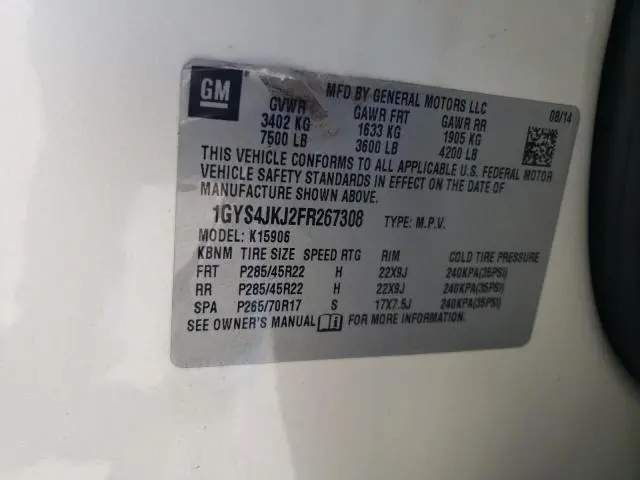 GM
MFD BY GENERAL MOTORS LLC 08/14
GVWR GAWR FRT GAWR RR
3402 KG 1633 KG 1905 KG
7500 LB 3600 LB 4200 LB
THIS VEHICLE CONFORMS TO ALL APPLICABLE U.S. FEDERAL MOTOR
VEHICLE SAFETY STANDARDS IN EFFECT ON THE DATE OF
MANUFACTURE SHOWN ABOVE.
1GYS4JKJ2FR267308 TYPE: M.P.V.
MODEL: K15906
KBNM TIRE SIZE SPEED RTG RIM COLD TIRE PRESSURE
FRT P285/45R22 H 22X9J 240KPA(35PSI)
RR P285/45R22 H 22X9J 240KPA(35PSI)
SPA P265/70R17 S 17X7.5J 240KPA(35PSI)
SEE OWNER'S MANUAL FOR MORE INFORMATION.